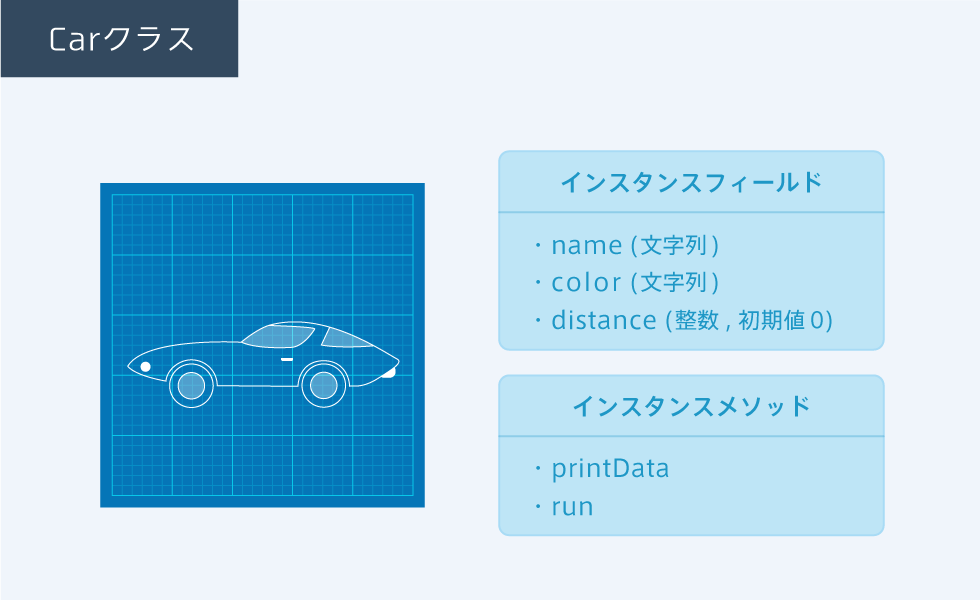 Carクラス
インスタンスフィールド
・name (文字列)
・color (文字列)
・distance (整数 , 初期値0)
インスタンスメソッド
・printData
・run